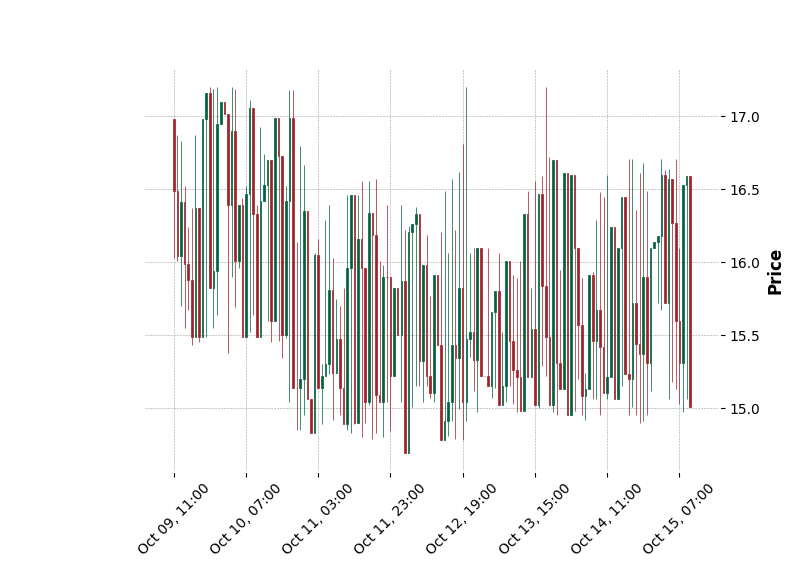 17.0
16.5
16.0
15.5
15.0
Price
Oct 09, 11:00
Oct 10, 07:00
Oct 11, 03:00
Oct 11, 23:00
Oct 12, 19:00
Oct 13, 15:00
Oct 14, 11:00
Oct 15, 07:00